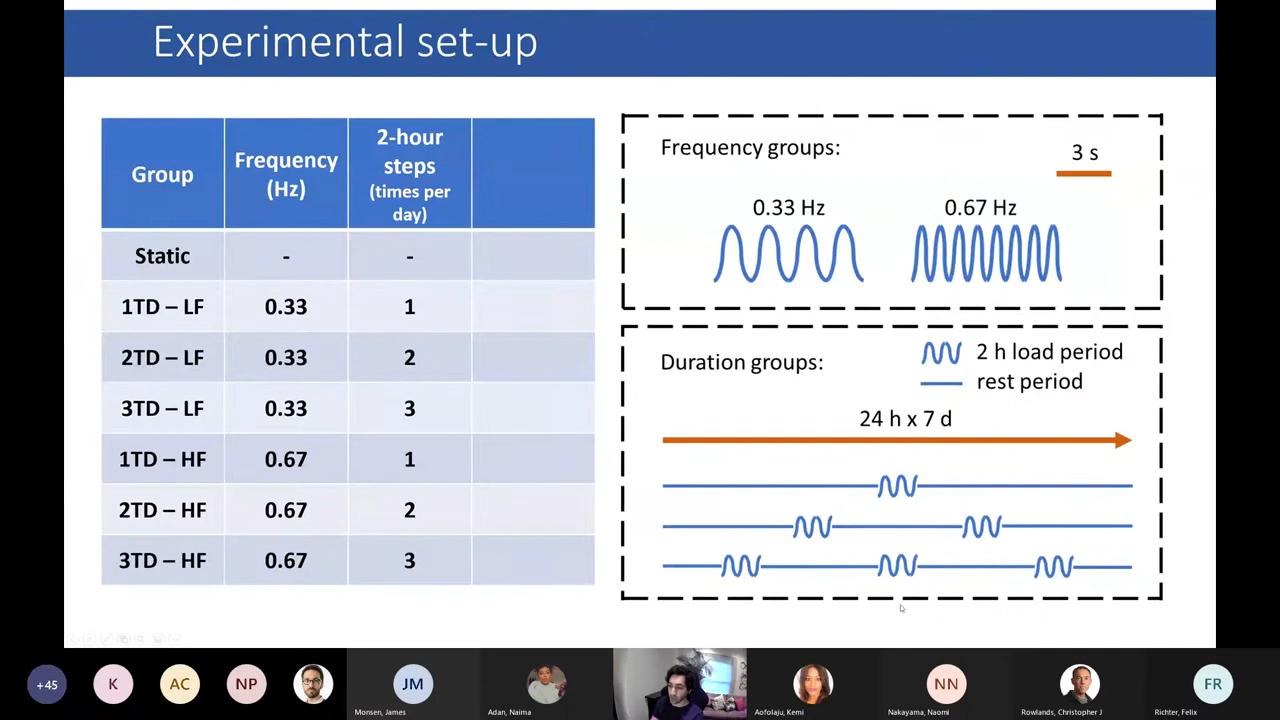 Experimental set-up
Group
Frequency
(Hz)
2-hour
steps
(times per
day)
Static
-
-
1TD – LF
0.33
1
2TD – LF
0.33
2
3TD – LF
0.33
3
1TD – HF
0.67
1
2TD – HF
0.67
2
3TD – HF
0.67
3
Frequency groups:
3 s
0.33 Hz
0.67 Hz
Duration groups:
2 h load period
rest period
24 h x 7 d
+45
K
AC
NP
JM
Monsen, James
Adan, Naima
Aofolaju, Kemi
NN
Nakayama, Naomi
Rowlands, Christopher J
FR
Richter, Felix